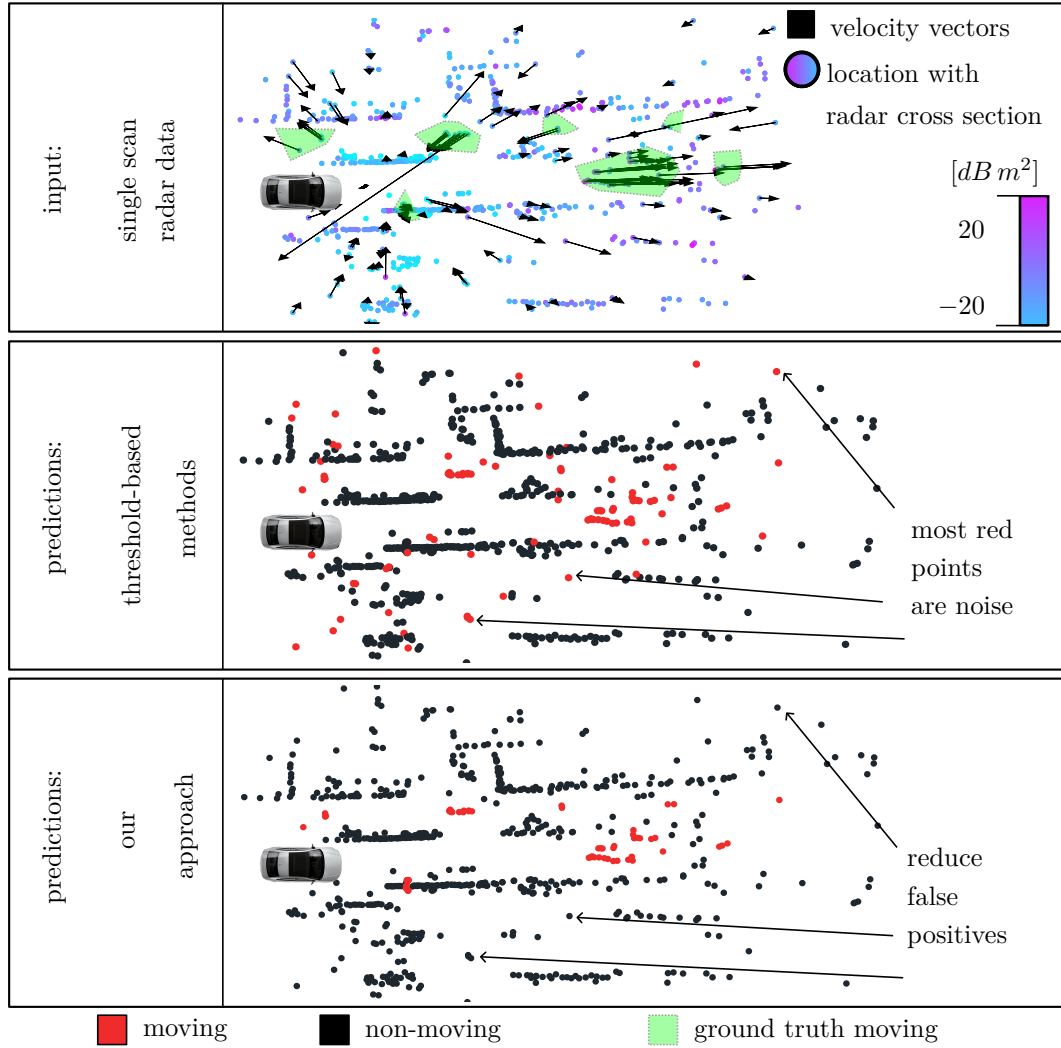 input:
single scan
radar data
velocity vectors
location with
radar cross section
[dB m²]
20
−20
predictions:
threshold-based
methods
most red
points
are noise
predictions:
our
approach
reduce
false
positives
moving
non-moving
ground truth moving